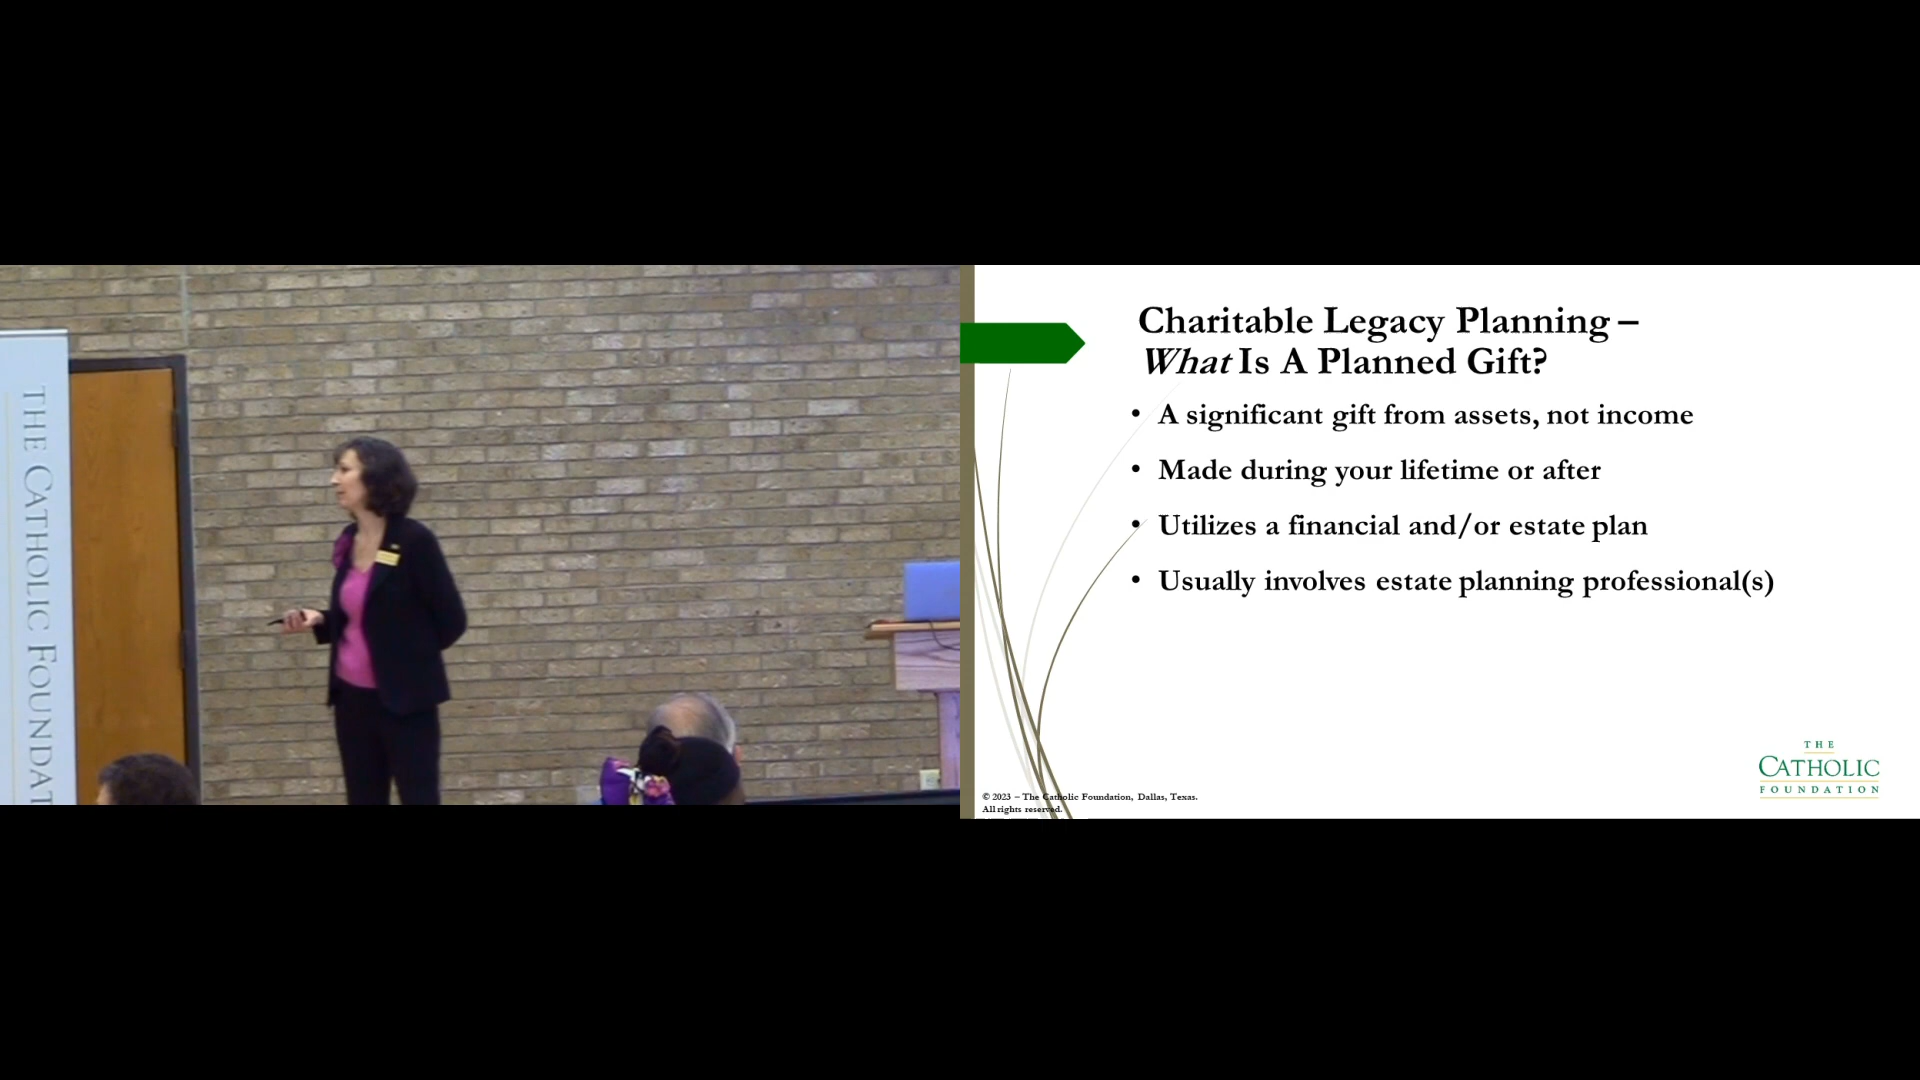 THE CATHOLIC FOUNDAT
Charitable Legacy Planning –
What Is A Planned Gift?
• A significant gift from assets, not income
• Made during your lifetime or after
• Utilizes a financial and/or estate plan
• Usually involves estate planning professional(s)
THE
CATHOLIC
FOUNDATION
© 2023 – The Catholic Foundation, Dallas, Texas.
All rights reserved.